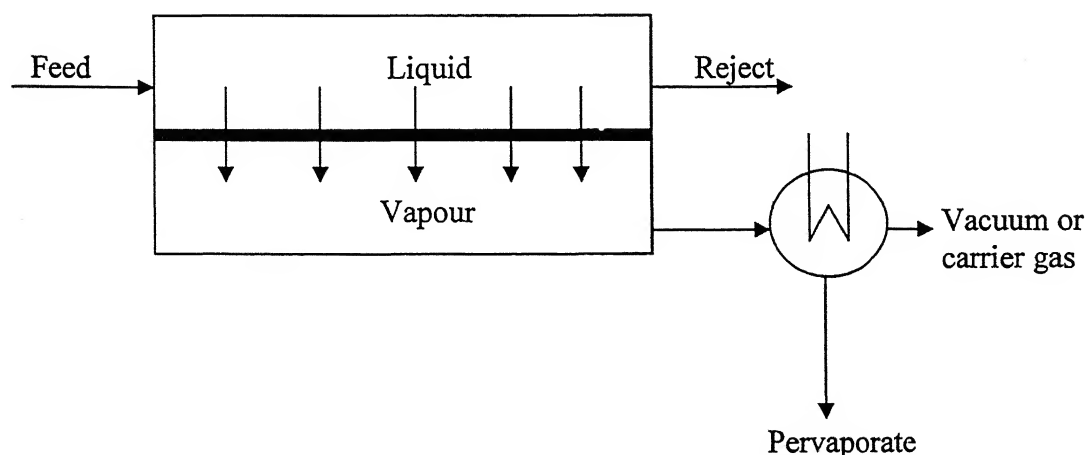 Feed
Liquid
Reject
Vapour
Vacuum or
carrier gas
Pervaporate